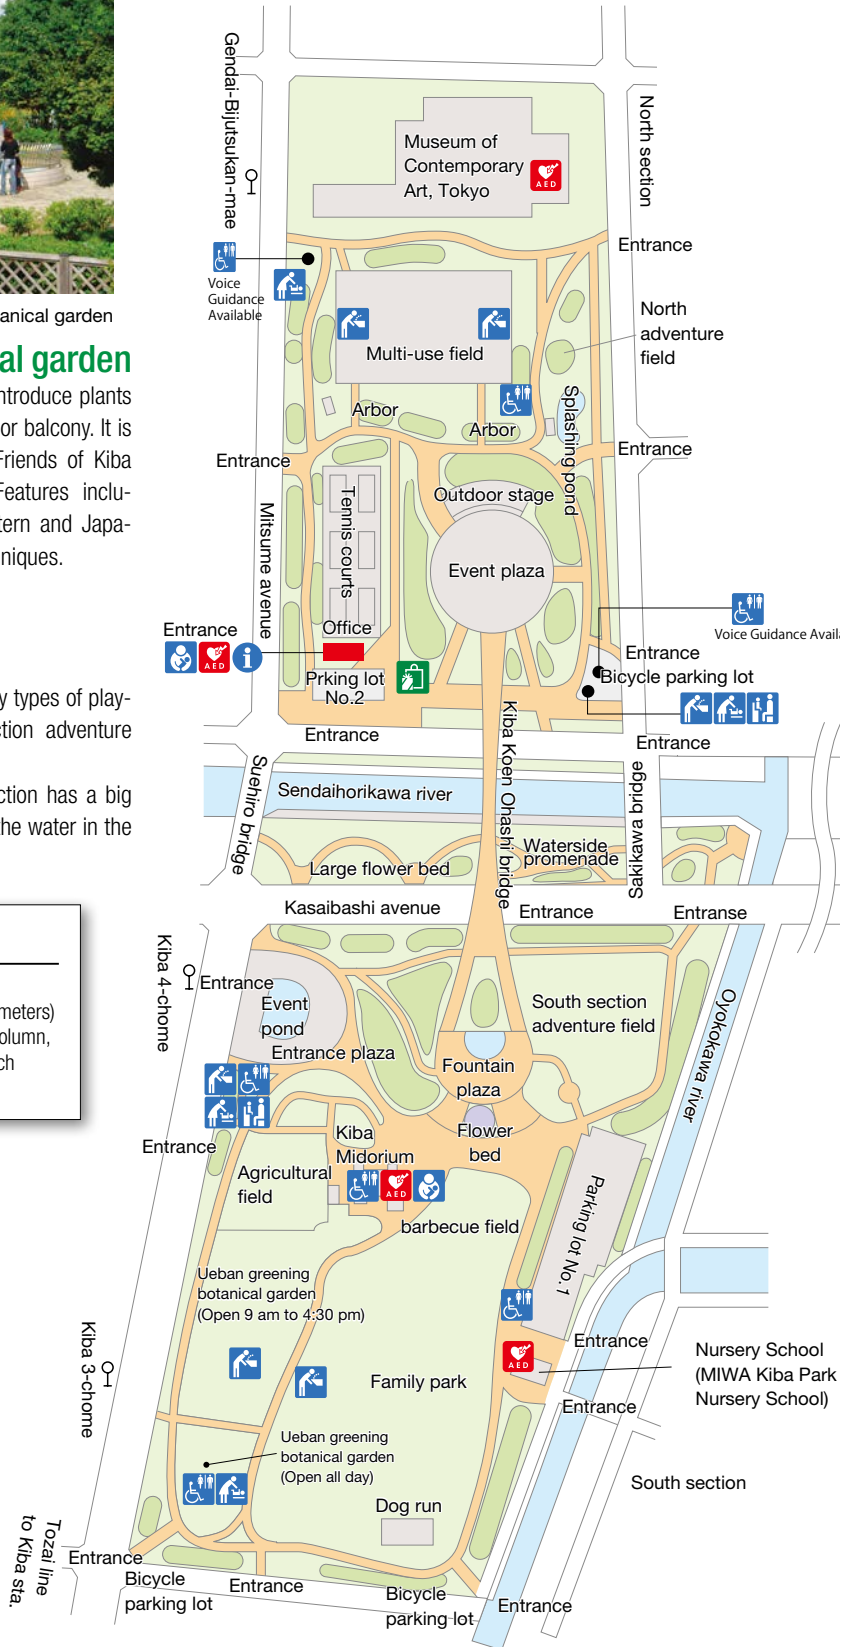 anical garden
al garden
ntroduce plants
or balcony. It is
Friends of Kiba
Features inclu-
tern and Japa-
niques.
y types of play-
ction adventure
ction has a big
the water in the
meters)
olumn,
ch
Gendai-Bijutsukan-mae
North section
Museum of
Contemporary
Art, Tokyo
AED
Entrance
Voice
Guidance
Available
North
adventure
field
Multi-use field
Arbor
Arbor
Splashing pond
Entrance
Entrance
Outdoor stage
Tennis courts
Mitsume avenue
Event plaza
Voice Guidance Avail
Entrance
AED
i
Office
Entrance
Prking lot
No.2
Bicycle parking lot
Entrance
Entrance
Kiba Koen Ohashi bridge
Suehiro bridge
Sendaihorikawa river
Sakikawa bridge
Waterside
promenade
Large flower bed
Kasaibashi avenue
Entrance
Entranse
Kiba 4-chome
Entrance
Event
pond
South section
adventure field
Oyokokawa river
Entrance plaza
Fountain
plaza
Kiba
Midorium
Flower
bed
Entrance
Agricultural
field
AED
Parking lot No.1
barbecue field
Ueban greening
botanical garden
(Open 9 am to 4:30 pm)
AED
Entrance
Nursery School
(MIWA Kiba Park
Nursery School)
Kiba 3-chome
Family park
Entrance
Ueban greening
botanical garden
(Open all day)
South section
Dog run
Tozai line
to Kiba sta.
Entrance
Bicycle
parking lot
Entrance
Bicycle
parking lot
Entrance